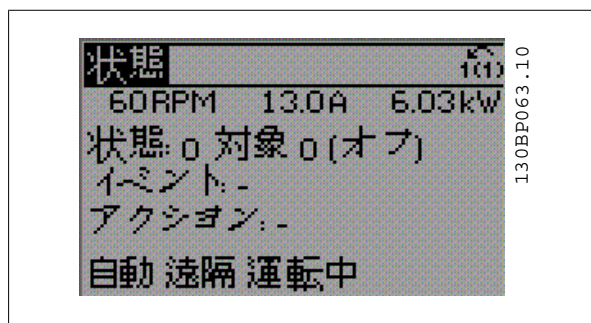 状態 1(1)
60RPM 13.0A 6.03kW
状態: 0 対象 0 (オフ)
イベント: -
アクション: -
自動 遠隔 運転中
130BP063.10